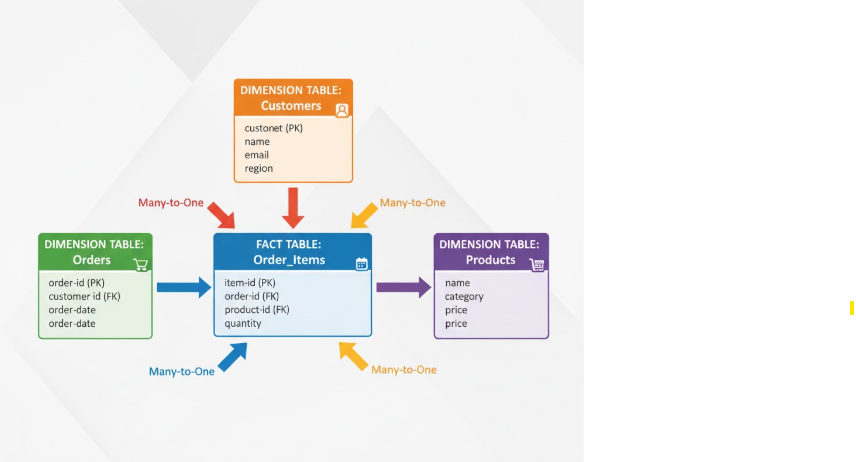 DIMENSION TABLE:
Customers
custonet (PK)
name
email
region
Many-to-One
Many-to-One
DIMENSION TABLE:
Orders
order-id (PK)
customer id (FK)
order-date
order-date
FACT TABLE:
Order_Items
item-id (PK)
order-id (FK)
product-id (FK)
quantity
DIMENSION TABLE:
Products
name
category
price
price
Many-to-One
Many-to-One